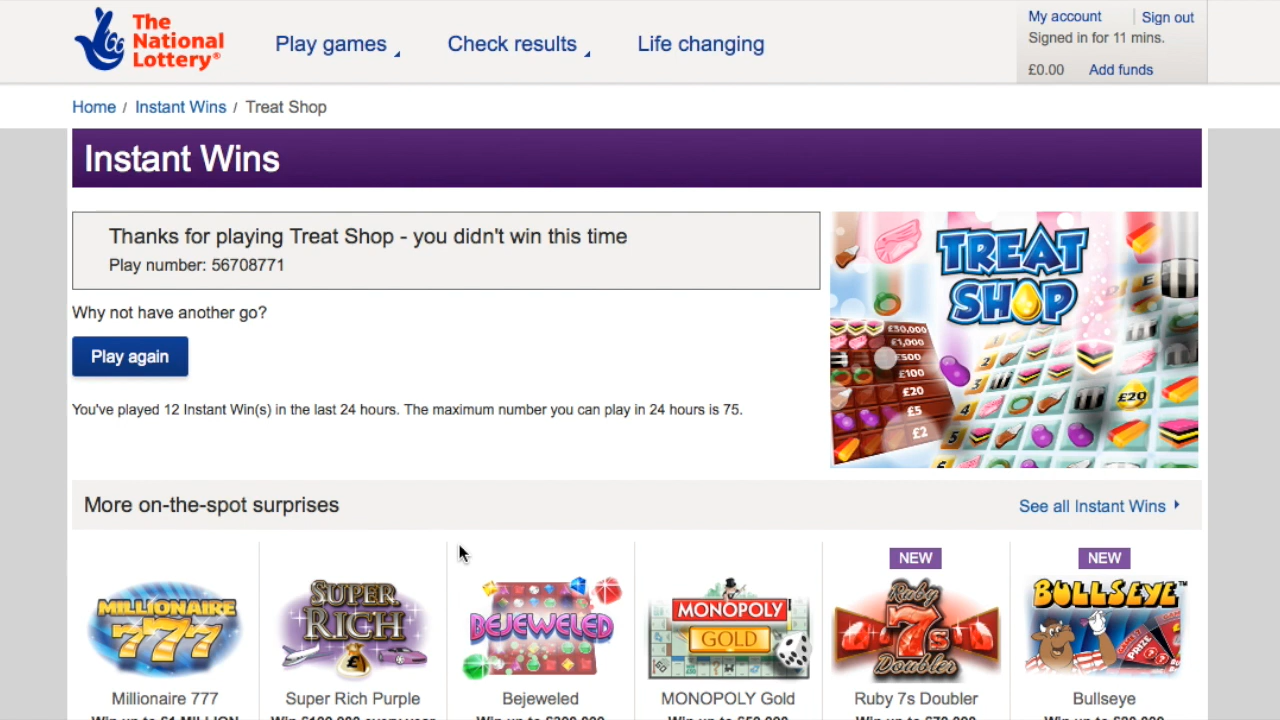 The
National
Lottery®
Play games
Check results
Life changing
My account
Sign out
Signed in for 11 mins.
£0.00
Add funds
Home / Instant Wins / Treat Shop
Instant Wins
Thanks for playing Treat Shop - you didn't win this time
Play number: 56708771
Why not have another go?
Play again
You've played 12 Instant Win(s) in the last 24 hours. The maximum number you can play in 24 hours is 75.
TREAT
SHOP
£30,000
£1,000
£500
£100
£20
£5
£2
2
3
4
5
£20
More on-the-spot surprises
See all Instant Wins
NEW
NEW
MILLIONAIRE
777
SUPER
RICH
£
BEJEWELED
MONOPOLY
GOLD
Ruby
7s
Doubler
BULLSEYE™
PRIZE
Millionaire 777
Super Rich Purple
Bejeweled
MONOPOLY Gold
Ruby 7s Doubler
Bullseye